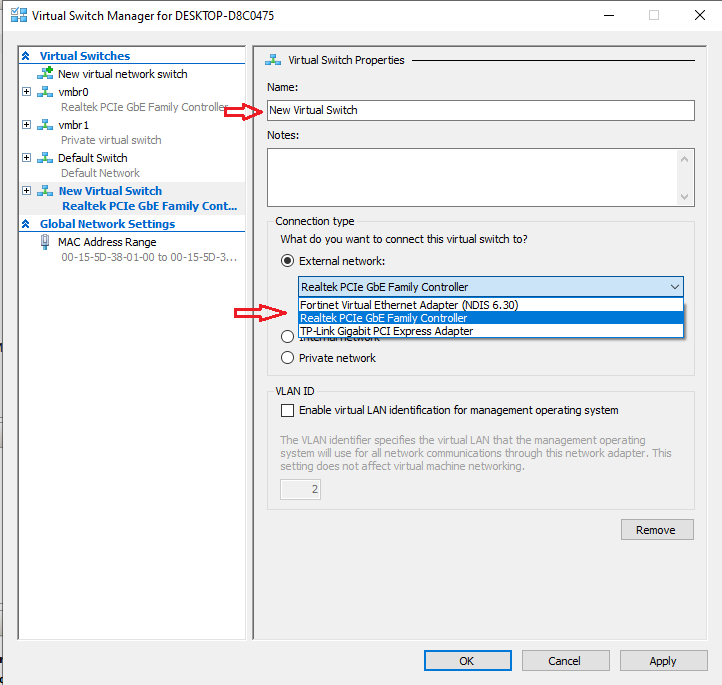 Virtual Switch Manager for DESKTOP-D8C0475
Virtual Switches
New virtual network switch
vmbr0
Realtek PCIe GbE Family Controller
vmbr1
Private virtual switch
Default Switch
Default Network
New Virtual Switch
Realtek PCIe GbE Family Cont...
Global Network Settings
MAC Address Range
00-15-5D-38-01-00 to 00-15-5D-3...
Virtual Switch Properties
Name:
New Virtual Switch
Notes:
Connection type
What do you want to connect this virtual switch to?
External network:
Realtek PCIe GbE Family Controller
Fortinet Virtual Ethernet Adapter (NDIS 6.30)
Realtek PCIe GbE Family Controller
TP-Link Gigabit PCI Express Adapter
Internal network
Private network
VLAN ID
Enable virtual LAN identification for management operating system
The VLAN identifier specifies the virtual LAN that the management operating
system will use for all network communications through this network adapter. This
setting does not affect virtual machine networking.
2
Remove
OK
Cancel
Apply